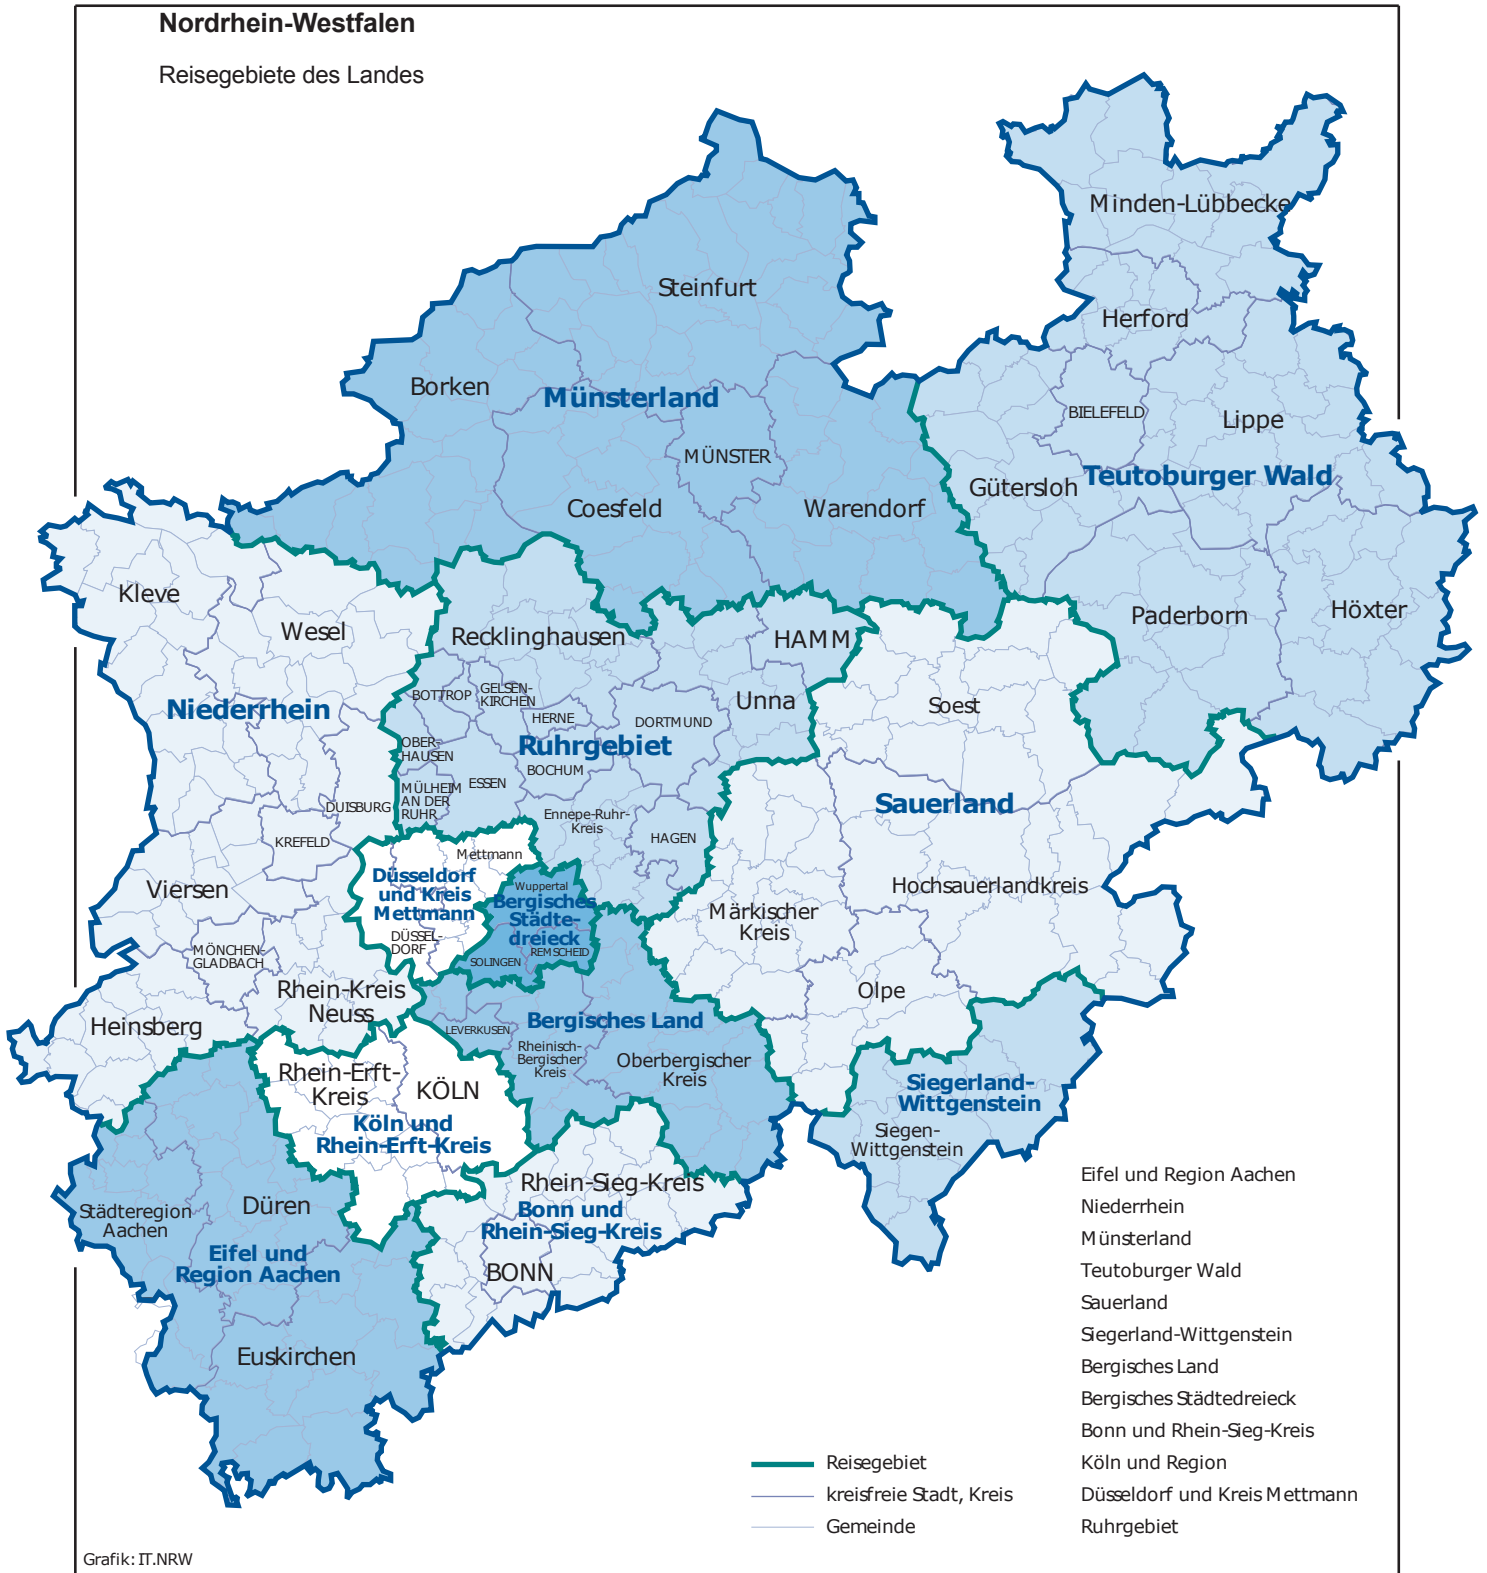 Nordrhein-Westfalen
Reisegebiete des Landes
Minden-Lübbecke
Steinfurt
Herford
Borken
Münsterland
BIELEFELD
Lippe
MÜNSTER
Teutoburger Wald
Gütersloh
Coesfeld
Warendorf
Kleve
Wesel
Recklinghausen
HAMM
Paderborn
Höxter
BOTTROP
GELSEN-
KIRCHEN
Unna
Soest
Niederrhein
HERNE
DORTMUND
OBER-
HAUSEN
Ruhrgebiet
BOCHUM
MÜLHEIM
AN DER
RUHR
ESSEN
DUISBURG
Sauerland
Ennepe-Ruhr-
Kreis
HAGEN
KREFELD
Mettmann
Viersen
Düsseldorf
und Kreis
Mettmann
Wuppertal
Bergisches
Städte-
dreieck
Hochsauerlandkreis
Märkischer
Kreis
MÖNCHEN-
GLADBACH
DÜSSEL-
DORF
SOLINGEN
REMSCHEID
Rhein-Kreis
Neuss
Olpe
Heinsberg
LEVERKUSEN
Bergisches Land
Rheinisch-
Bergischer
Kreis
Oberbergischer
Kreis
Rhein-Erft-
Kreis
KÖLN
Siegerland-
Wittgenstein
Köln und
Rhein-Erft-Kreis
Siegen-
Wittgenstein
Rhein-Sieg-Kreis
Städteregion
Aachen
Düren
Bonn und
Rhein-Sieg-Kreis
Eifel und
Region Aachen
BONN
Euskirchen
Eifel und Region Aachen
Niederrhein
Münsterland
Teutoburger Wald
Sauerland
Siegerland-Wittgenstein
Bergisches Land
Bergisches Städtedreieck
Bonn und Rhein-Sieg-Kreis
Köln und Region
Düsseldorf und Kreis Mettmann
Ruhrgebiet
Reisegebiet
kreisfreie Stadt, Kreis
Gemeinde
Grafik: IT.NRW